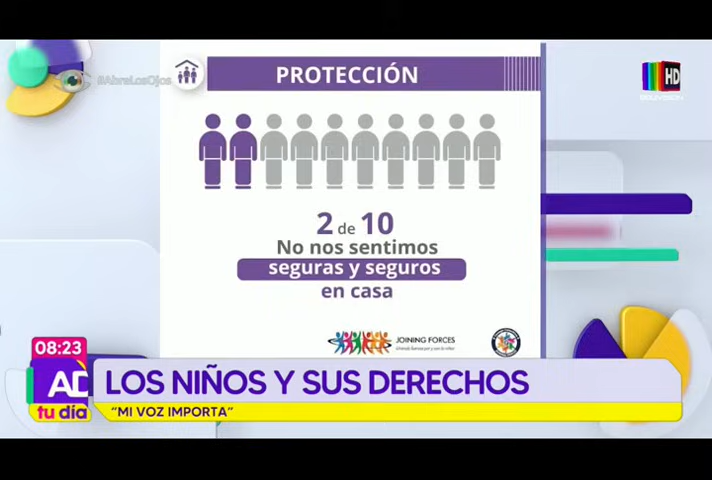 #AbreLosOjos
PROTECCIÓN
HD
BOLIVISION
2 de 10
No nos sentimos
seguras y seguros
en casa
JOINING FORCES
08:23
AD
tu día
LOS NIÑOS Y SUS DERECHOS
"MI VOZ IMPORTA"